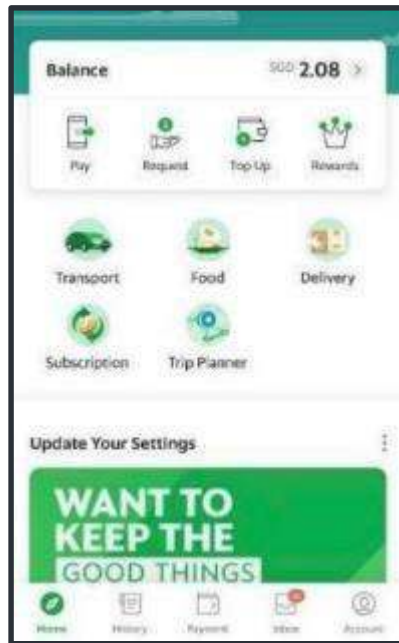 Balance SGD 2.08 >
Pay Request Top Up Rewards
Transport Food Delivery
Subscription Trip Planner
Update Your Settings
WANT TO
KEEP THE
GOOD THINGS
Home History Payment Inbox Account